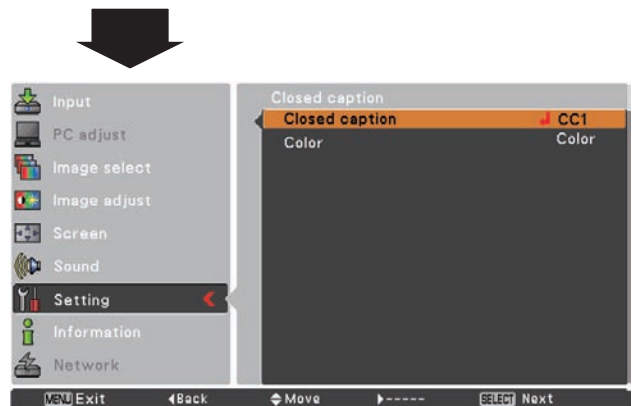 Input
PC adjust
Image select
Image adjust
Screen
Sound
Setting
Information
Network
Closed caption
Closed caption CC1
Color Color
MENU Exit Back Move ----- SELECT Next